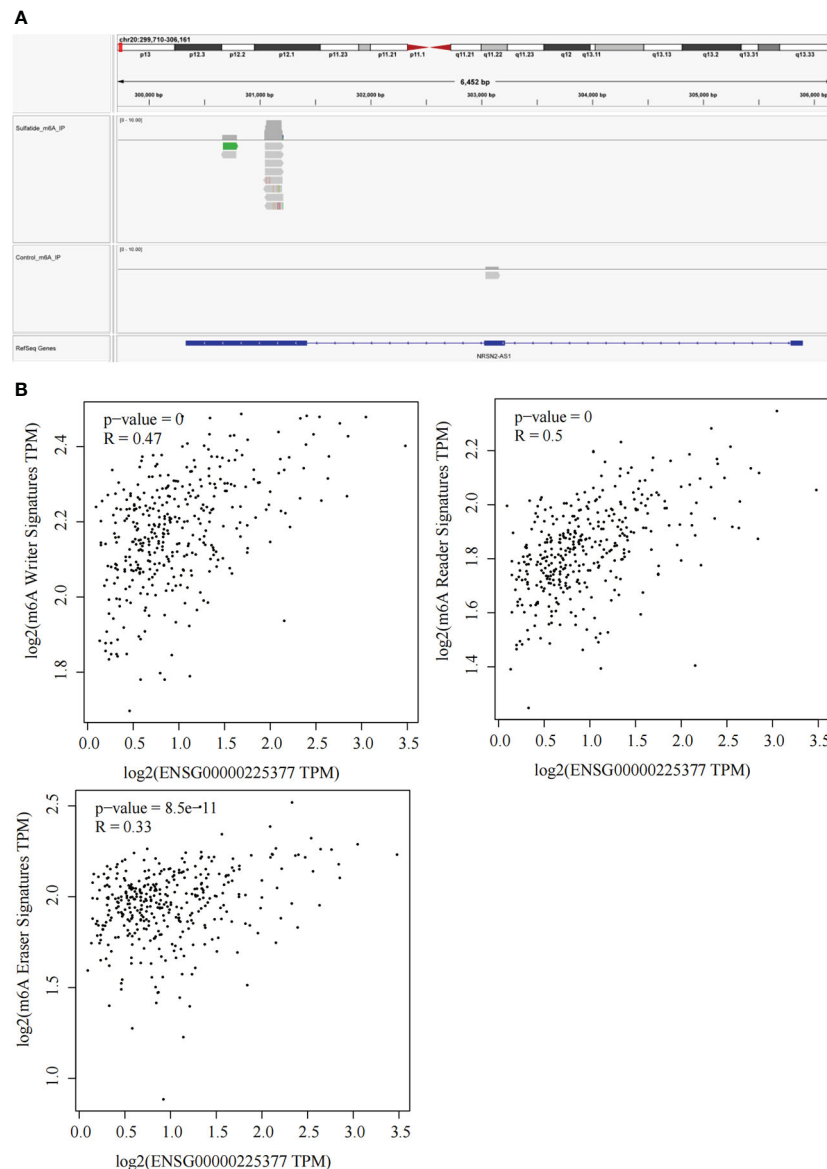 A
chr20:299,710-306,161
p13 p12.3 p12.2 p12.1 p11.23 p11.21 p11.1 q11.21 q11.22 q11.23 q12 q13.11 q13.13 q13.2 q13.31 q13.33
6,452 bp
300,000 bp 301,000 bp 302,000 bp 303,000 bp 304,000 bp 305,000 bp 306,000 bp
Sulfatide_m6A_IP
[0 - 10.00]
Control_m6A_IP
[0 - 10.00]
RefSeq Genes
NRSN2-AS1
B
p-value = 0
R = 0.47
log2(m6A Writer Signatures TPM)
1.8 2.0 2.2 2.4
0.0 0.5 1.0 1.5 2.0 2.5 3.0 3.5
log2(ENSG00000225377 TPM)
p-value = 0
R = 0.5
log2(m6A Reader Signatures TPM)
1.4 1.6 1.8 2.0 2.2
0.0 0.5 1.0 1.5 2.0 2.5 3.0 3.5
log2(ENSG00000225377 TPM)
p-value = 8.5e-11
R = 0.33
log2(m6A Eraser Signatures TPM)
1.0 1.5 2.0 2.5
0.0 0.5 1.0 1.5 2.0 2.5 3.0 3.5
log2(ENSG00000225377 TPM)